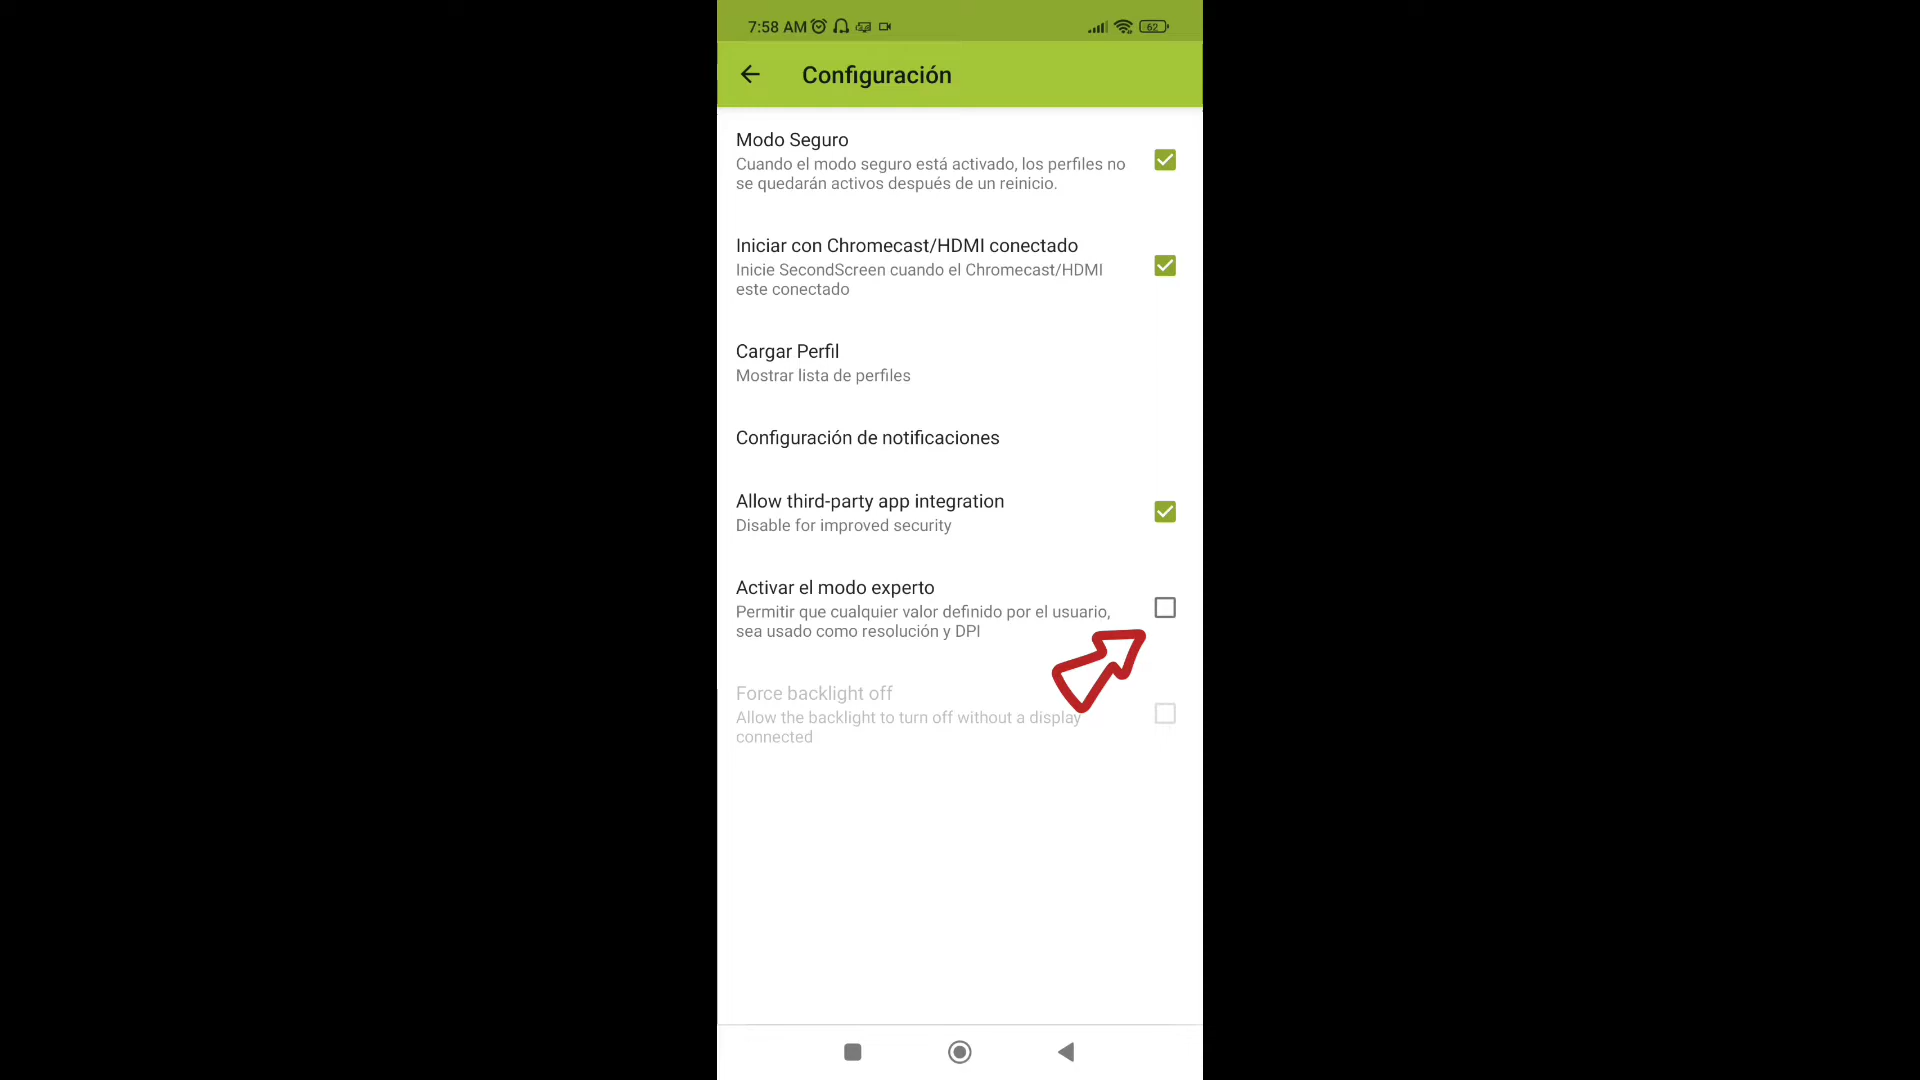 7:58 AM 62
Configuración
Modo Seguro
Cuando el modo seguro está activado, los perfiles no
se quedarán activos después de un reinicio.
Iniciar con Chromecast/HDMI conectado
Inicie SecondScreen cuando el Chromecast/HDMI
este conectado
Cargar Perfil
Mostrar lista de perfiles
Configuración de notificaciones
Allow third-party app integration
Disable for improved security
Activar el modo experto
Permitir que cualquier valor definido por el usuario,
sea usado como resolución y DPI
Force backlight off
Allow the backlight to turn off without a display
connected